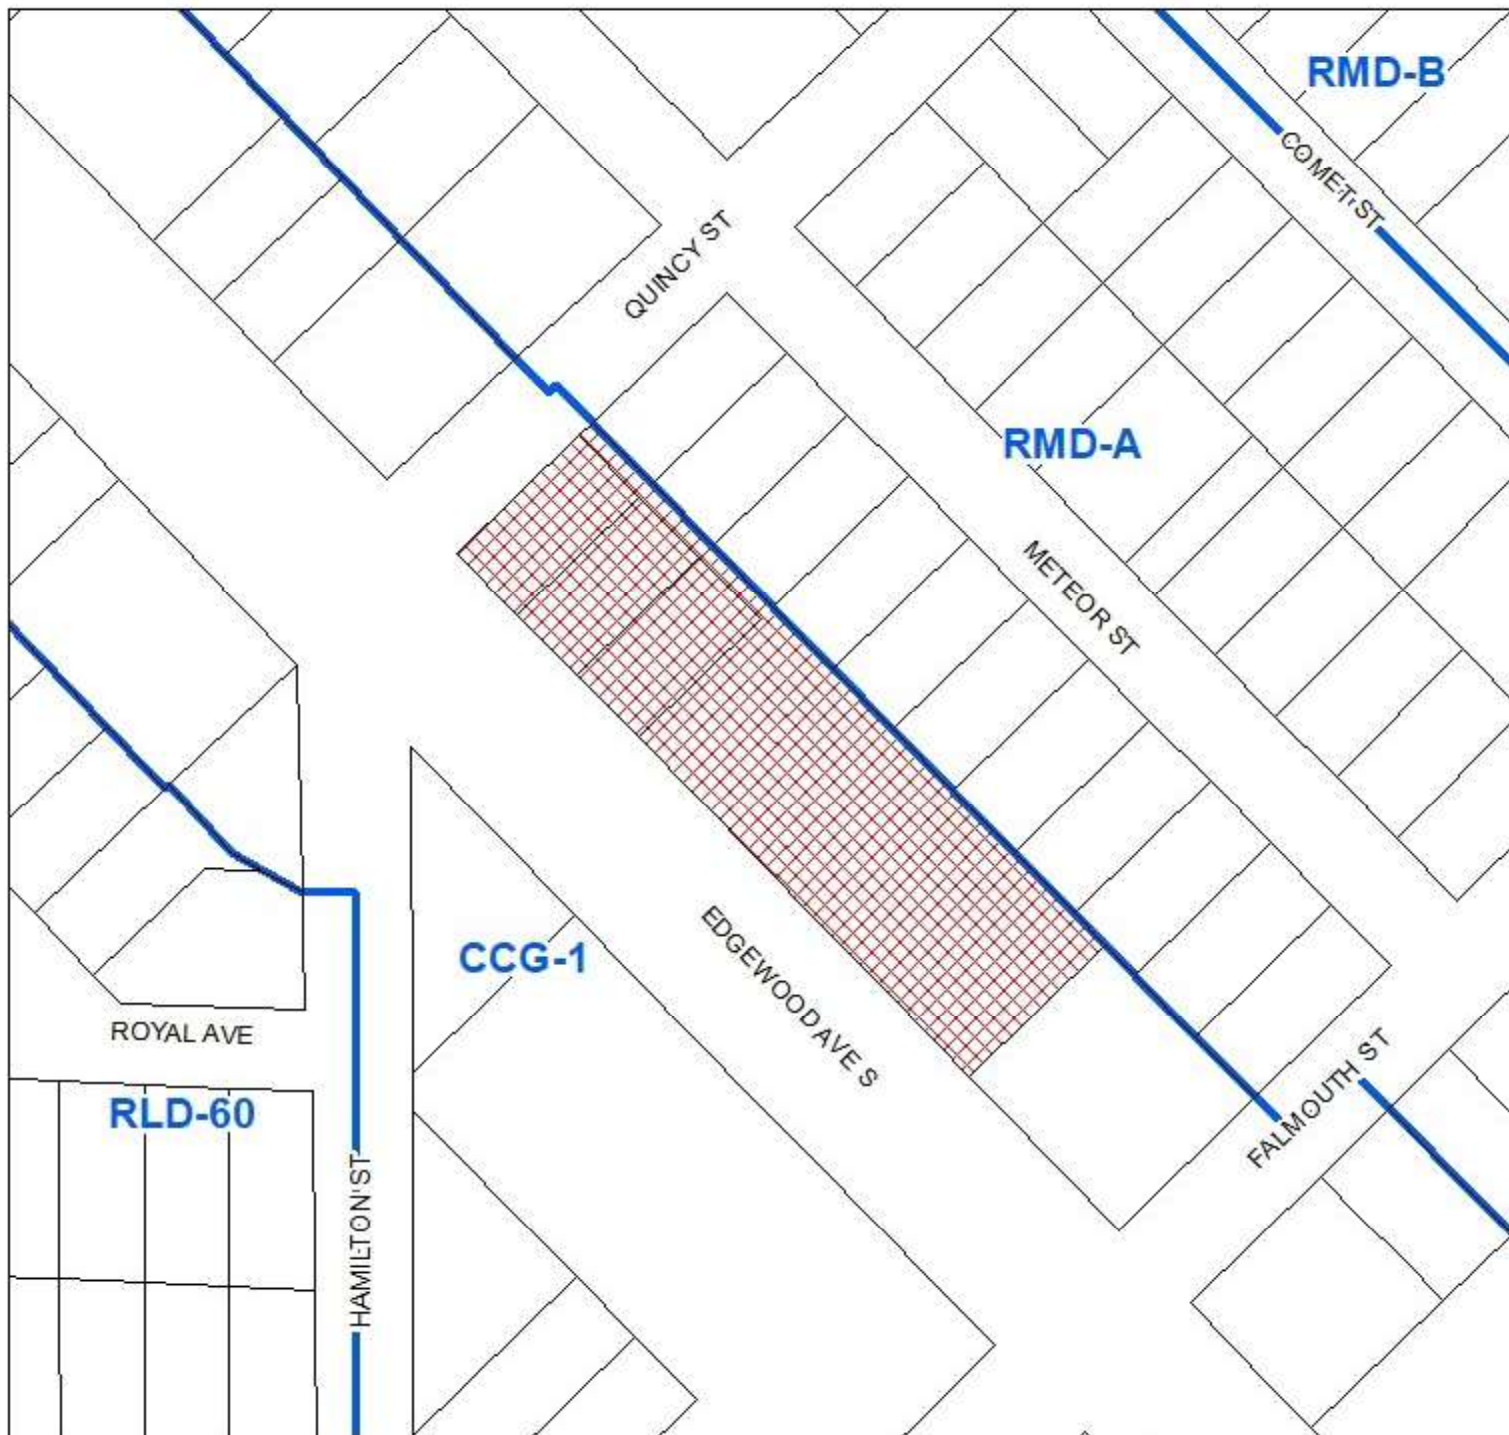 RMD-B
COMET ST
QUINCY ST
RMD-A
METEOR ST
CCG-1
EDGEWOOD AVE S
ROYAL AVE
FALMOUTH ST
RLD-60
HAMILTON ST